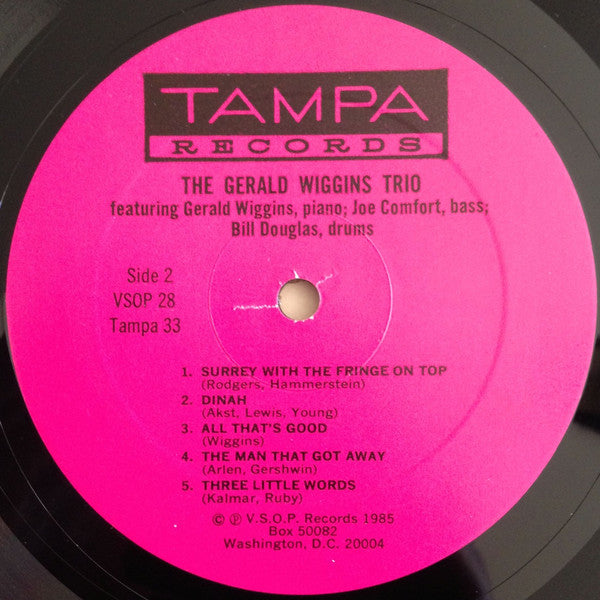 TAMPA
RECORDS
THE GERALD WIGGINS TRIO
featuring Gerald Wiggins, piano; Joe Comfort, bass;
Bill Douglas, drums
Side 2
VSOP 28
Tampa 33
1. SURREY WITH THE FRINGE ON TOP
(Rodgers, Hammerstein)
2. DINAH
(Akst, Lewis, Young)
3. ALL THAT'S GOOD
(Wiggins)
4. THE MAN THAT GOT AWAY
(Arlen, Gershwin)
5. THREE LITTLE WORDS
(Kalmar, Ruby)
© ℗ V.S.O.P. Records 1985
Box 50082
Washington, D.C. 20004